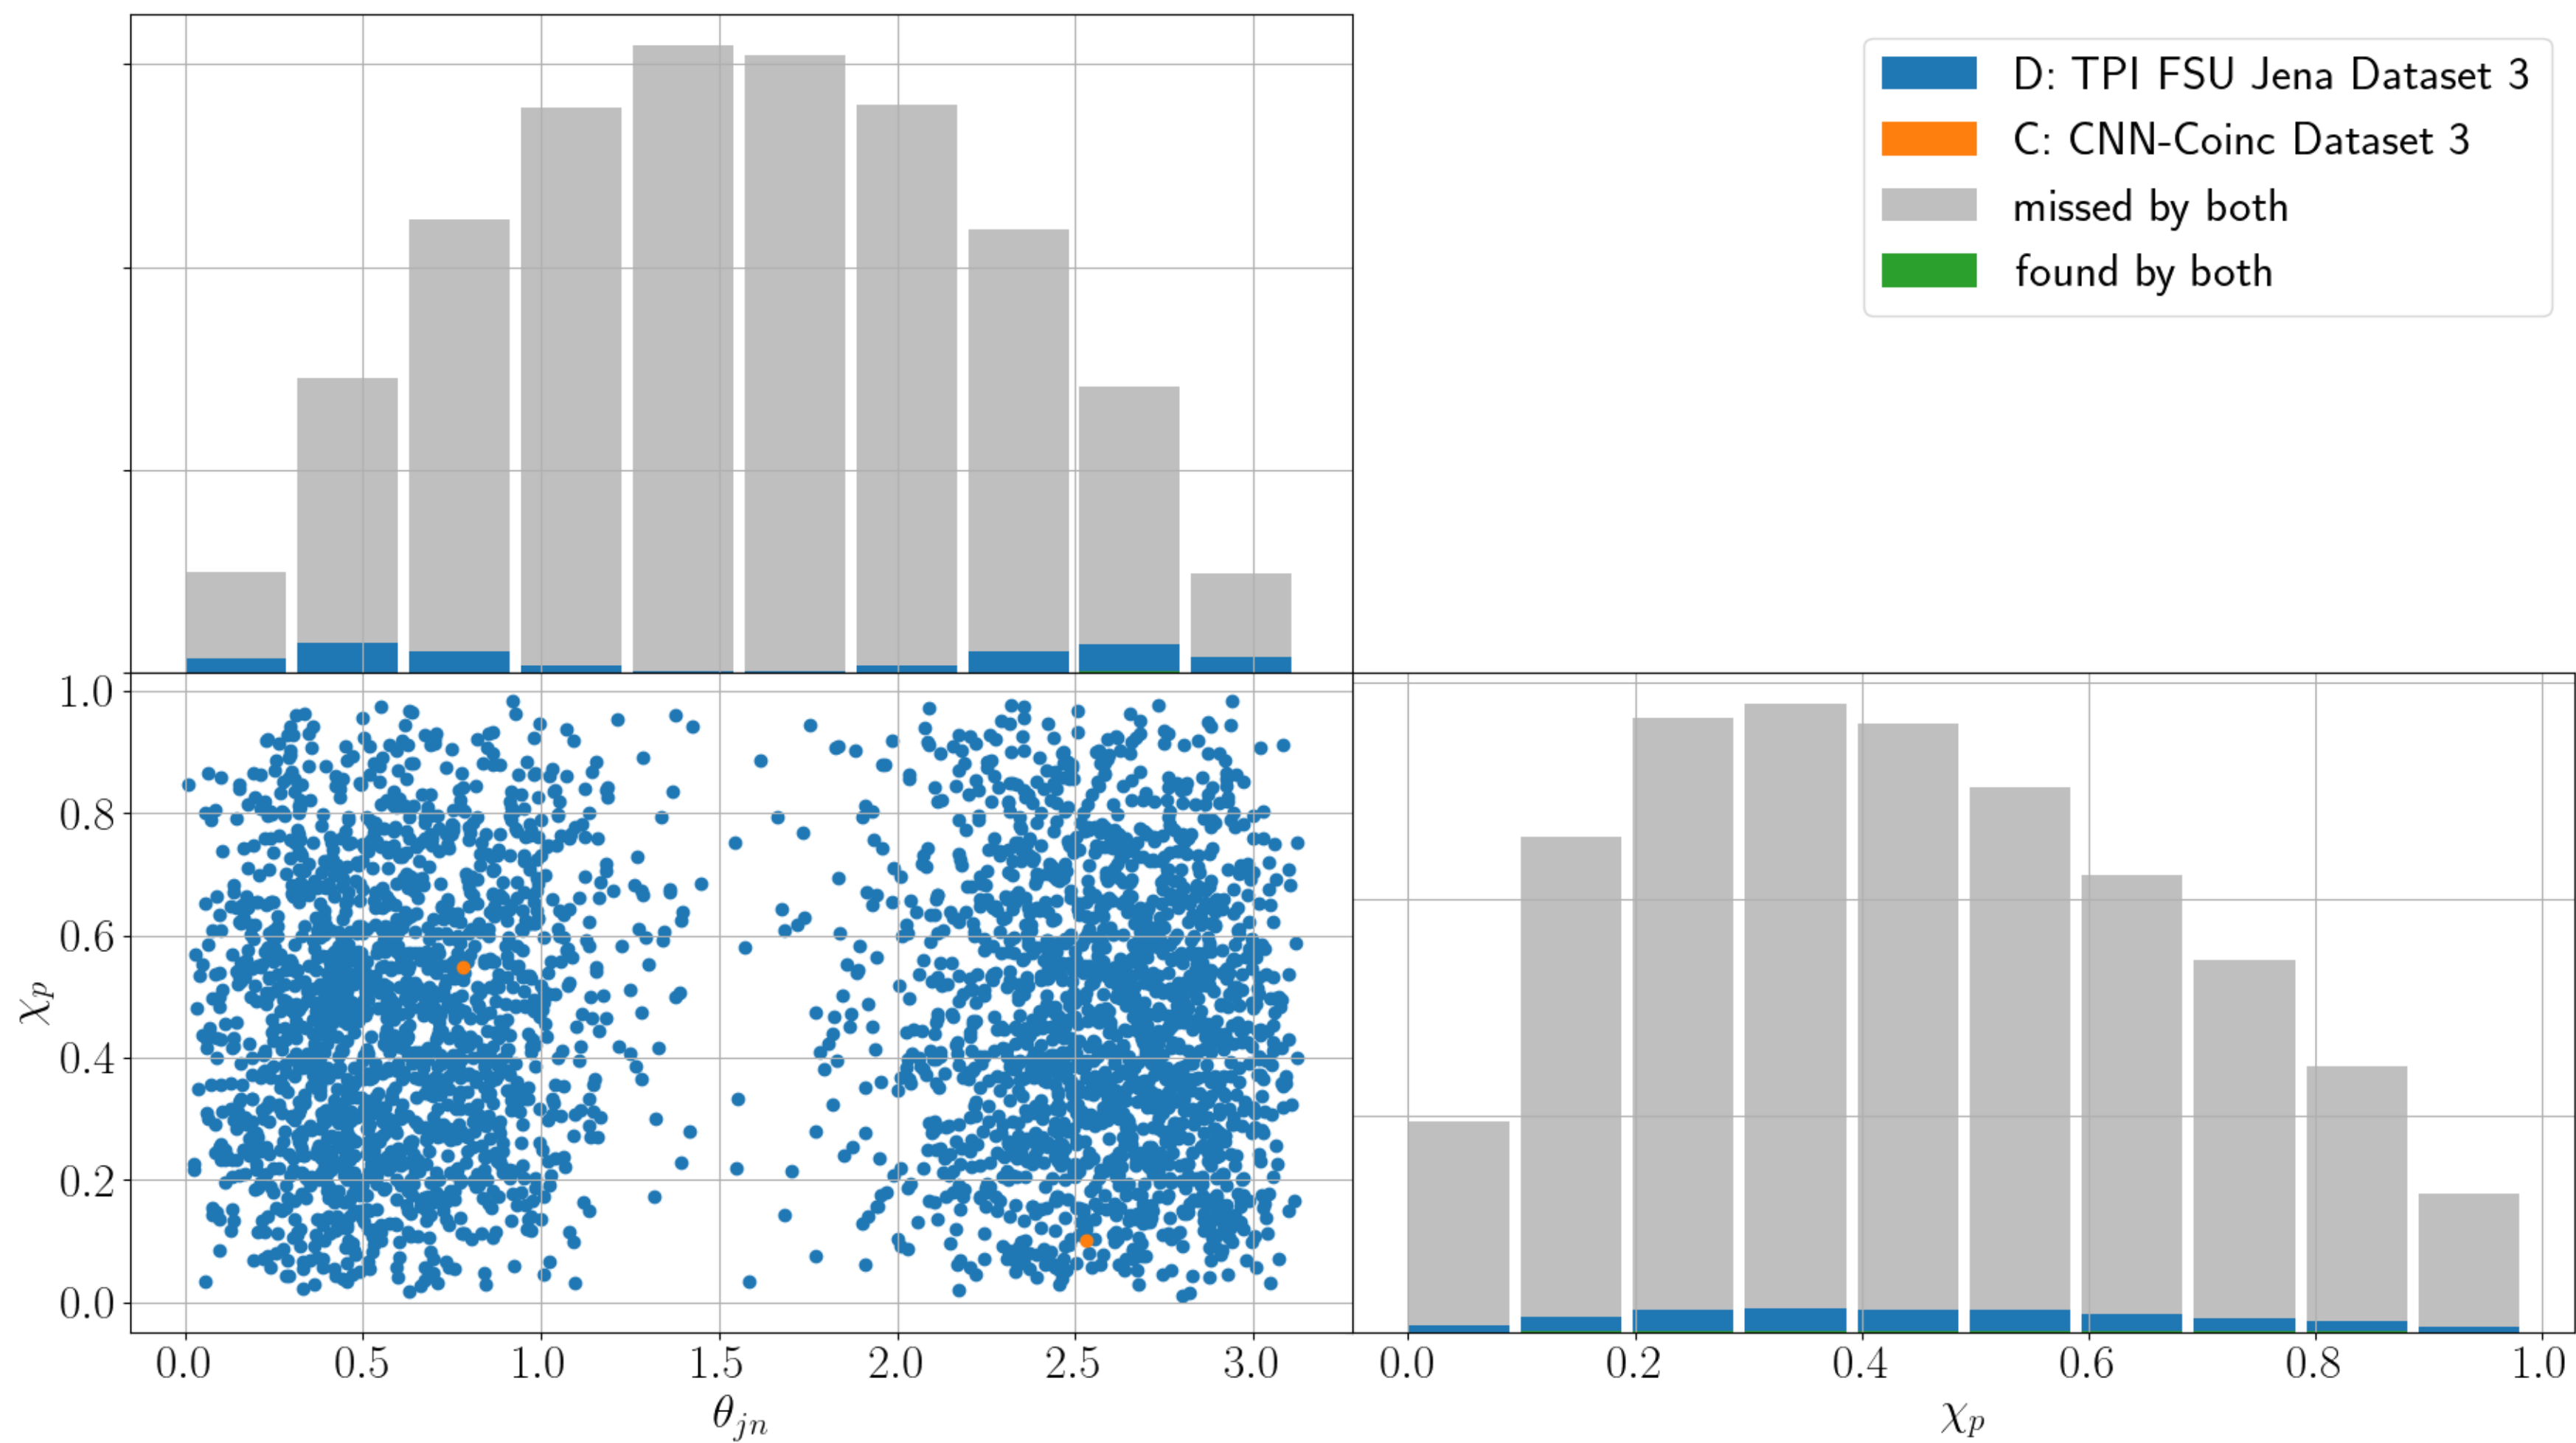 D: TPI FSU Jena Dataset 3
C: CNN-Coinc Dataset 3
missed by both
found by both
1.0
0.8
0.6
0.4
0.2
0.0
χp
0.0 0.5 1.0 1.5 2.0 2.5 3.0
θjn
0.0 0.2 0.4 0.6 0.8 1.0
χp